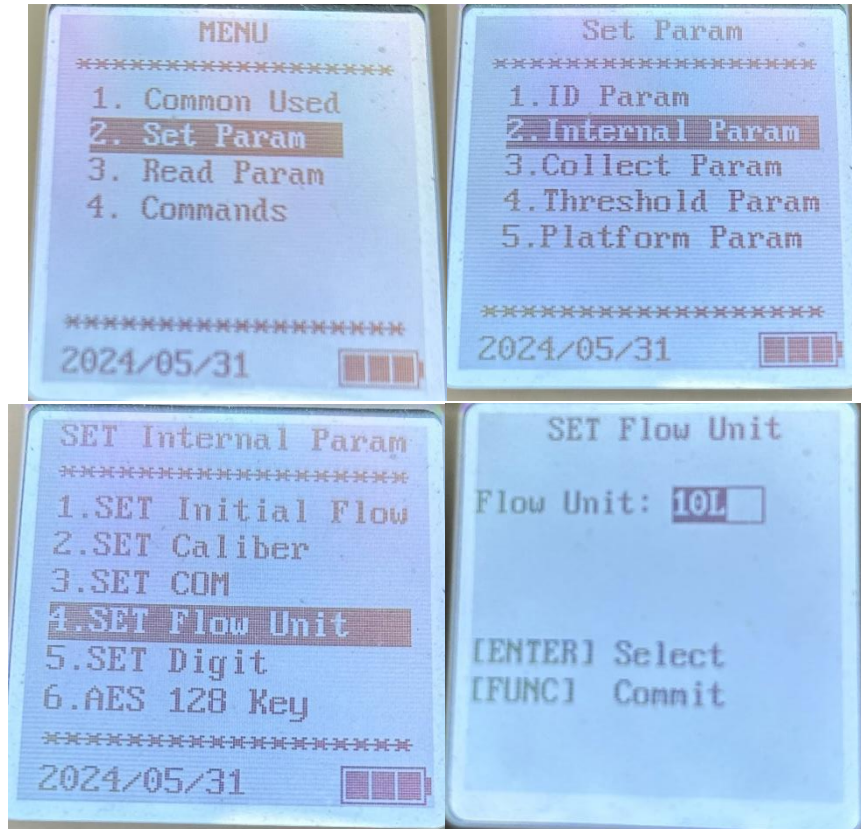 MENU
******************
1. Common Used
2. Set Param
3. Read Param
4. Commands
******************
2024/05/31
Set Param
******************
1.ID Param
2.Internal Param
3.Collect Param
4.Threshold Param
5.Platform Param
******************
2024/05/31
SET Internal Param
******************
1.SET Initial Flow
2.SET Caliber
3.SET COM
4.SET Flow Unit
5.SET Digit
6.AES 128 Key
******************
2024/05/31
SET Flow Unit
Flow Unit: 10L
[ENTER] Select
[FUNC] Commit